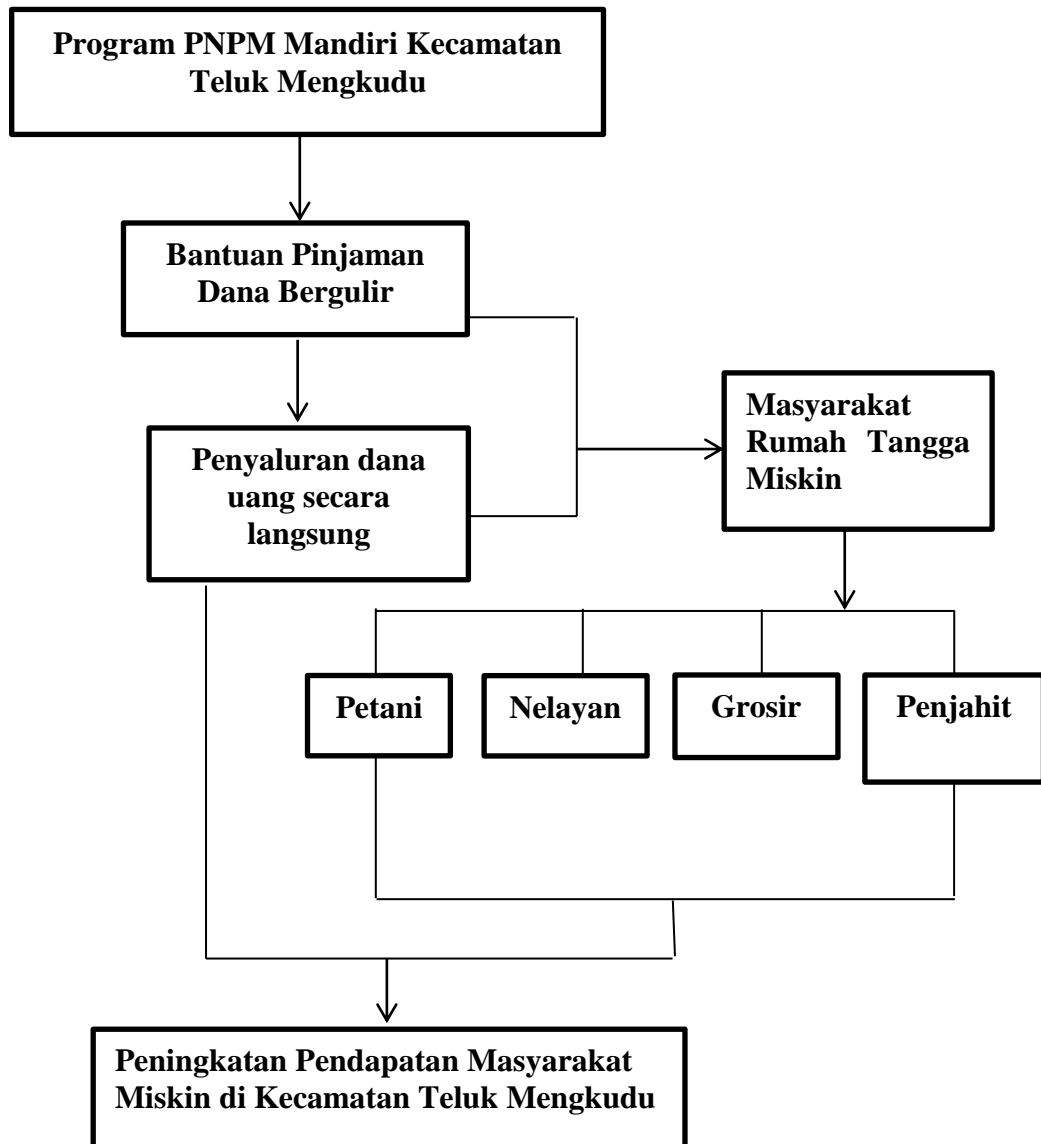 Program PNPM Mandiri Kecamatan
Teluk Mengkudu
Bantuan Pinjaman
Dana Bergulir
Penyaluran dana
uang secara
langsung
Masyarakat
Rumah Tangga
Miskin
Petani
Nelayan
Grosir
Penjahit
Peningkatan Pendapatan Masyarakat
Miskin di Kecamatan Teluk Mengkudu